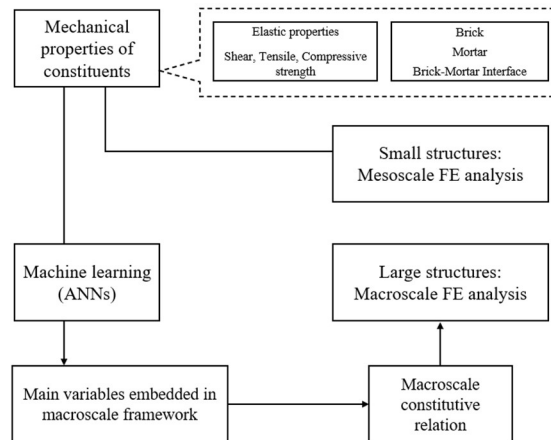 Mechanical
properties of
constituents
Elastic properties
Shear, Tensile, Compressive
strength
Brick
Mortar
Brick-Mortar Interface
Small structures:
Mesoscale FE analysis
Machine learning
(ANNs)
Large structures:
Macroscale FE analysis
Main variables embedded in
macroscale framework
Macroscale
constitutive
relation